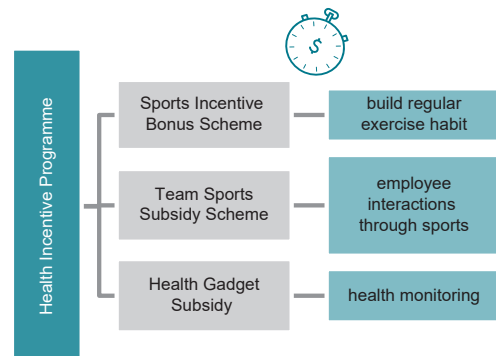 $
Health Incentive Programme
Sports Incentive
Bonus Scheme
build regular
exercise habit
Team Sports
Subsidy Scheme
employee
interactions
through sports
Health Gadget
Subsidy
health monitoring